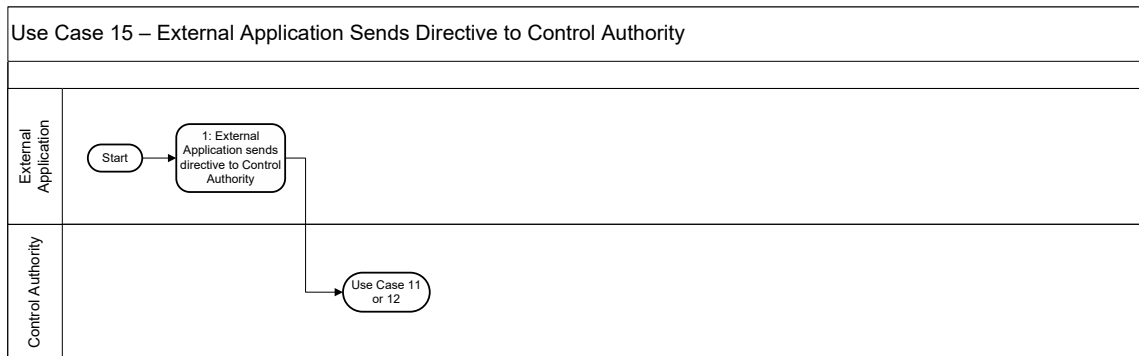 Use Case 15 – External Application Sends Directive to Control Authority
External
Application
Start
1: External
Application sends
directive to Control
Authority
Control Authority
Use Case 11
or 12